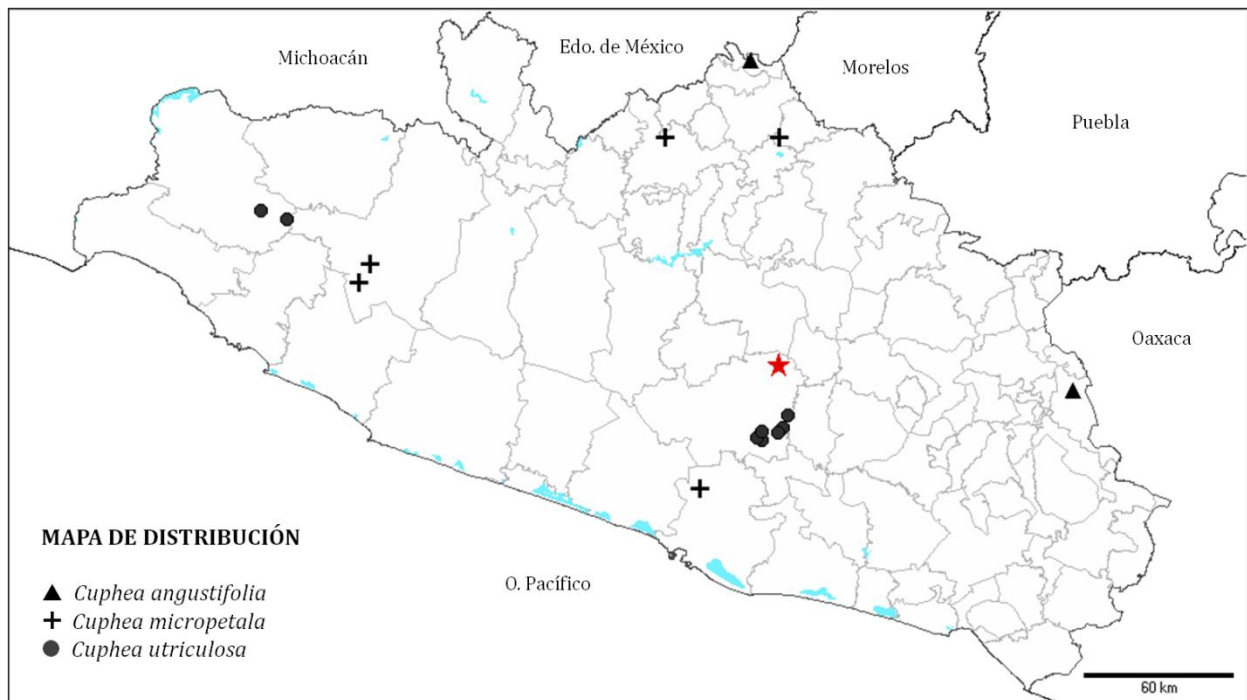 Michoacán
Edo. de México
Morelos
Puebla
Oaxaca
MAPA DE DISTRIBUCIÓN
Cuphea angustifolia
Cuphea micropetala
Cuphea utriculosa
O. Pacífico
60 km